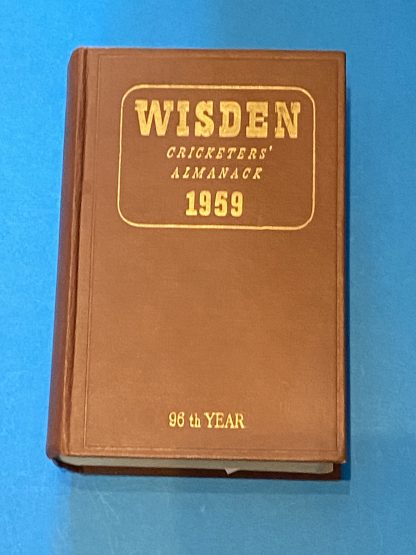 WISDEN
CRICKETERS'
ALMANACK
1959
96 th YEAR